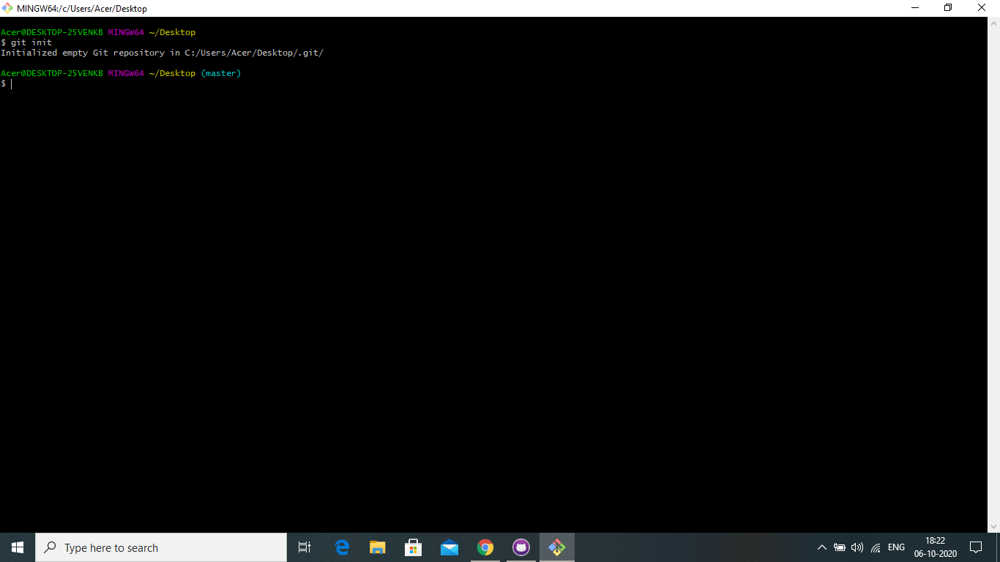 MINGW64:/c/Users/Acer/Desktop
Acer@DESKTOP-25VENKB MINGW64 ~/Desktop
$ git init
Initialized empty Git repository in C:/Users/Acer/Desktop/.git/
Acer@DESKTOP-25VENKB MINGW64 ~/Desktop (master)
$
Type here to search
ENG
18:22
06-10-2020